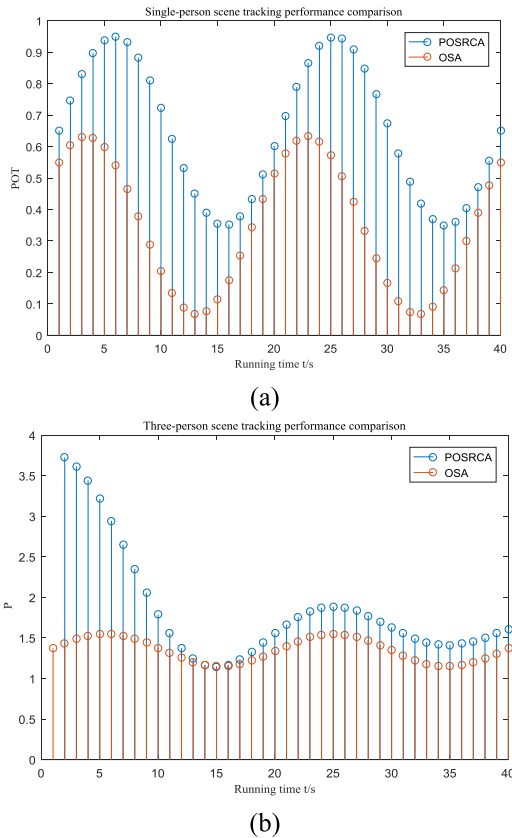 Single-person scene tracking performance comparison
1
0.9
0.8
0.7
0.6
0.5
0.4
0.3
0.2
0.1
0
POT
POSRCA
OSA
0 5 10 15 20 25 30 35 40
Running time t/s
(a)
Three-person scene tracking performance comparison
4
3.5
3
2.5
2
1.5
1
0.5
0
P
POSRCA
OSA
0 5 10 15 20 25 30 35 40
Running time t/s
(b)